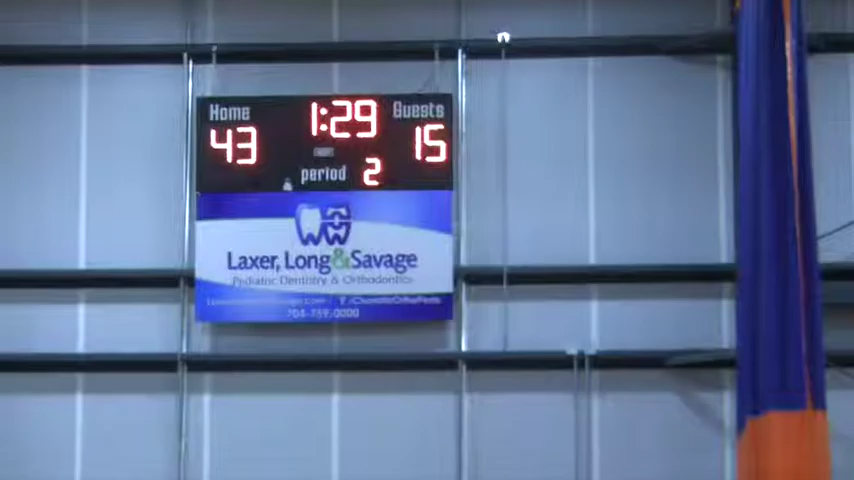 Home 1:29 Guests
43 15
period 2
Laxer, Long & Savage
Pediatric Dentistry & Orthodontics
704-759.0000